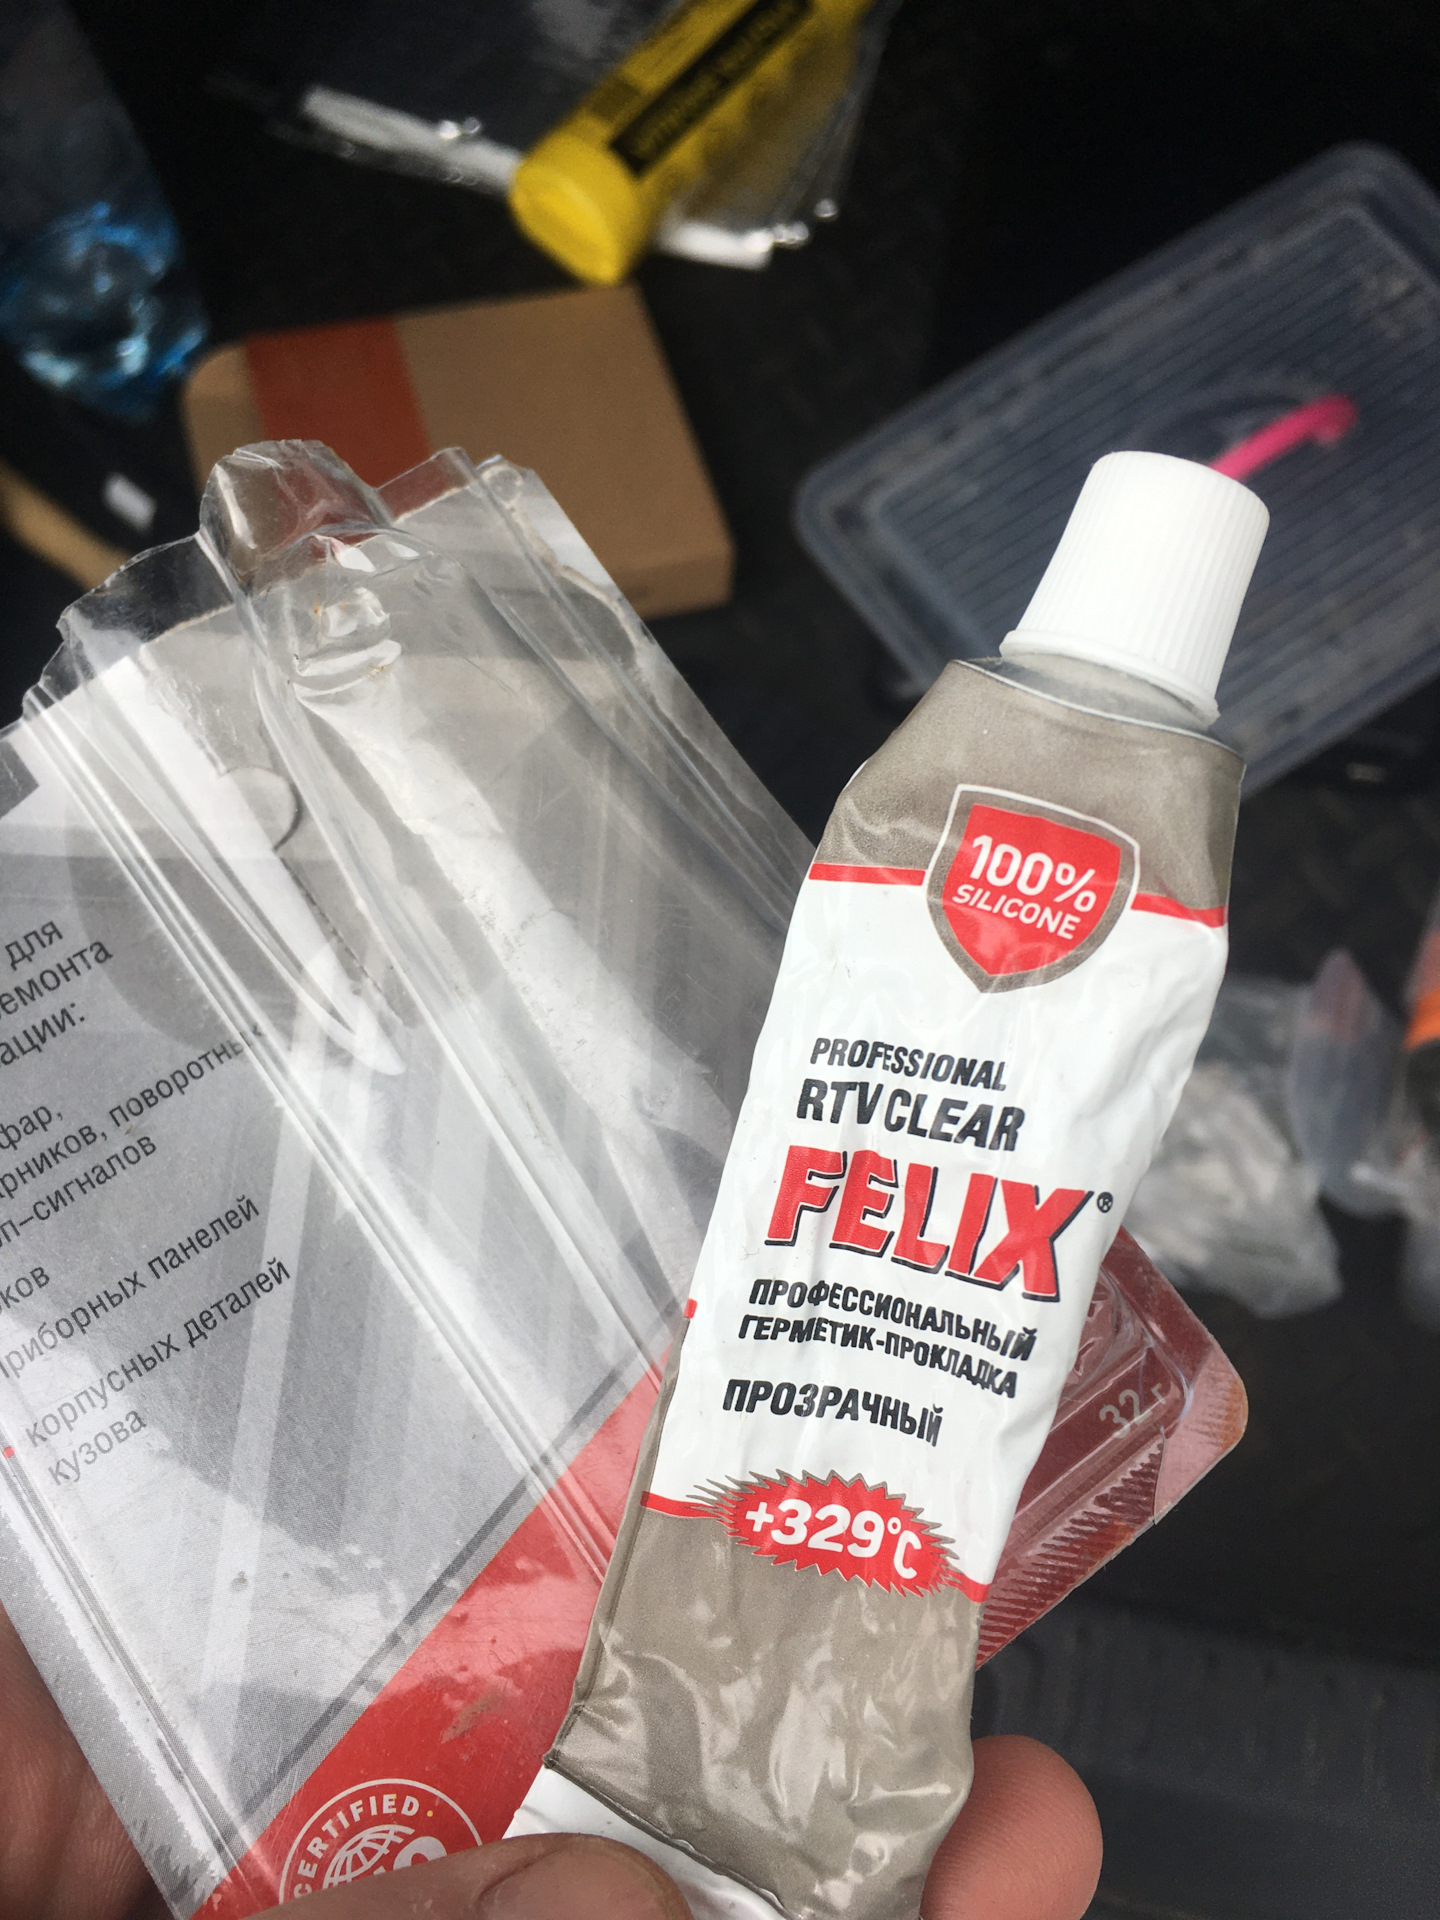 100%
SILICONE
PROFESSIONAL
RTV CLEAR
FELIX®
ПРОФЕССИОНАЛЬНЫЙ
ГЕРМЕТИК-ПРОКЛАДКА
ПРОЗРАЧНЫЙ
+329°C
32 г
для
емонта
ации:
фар,
рников, поворотных
п-сигналов
ков
приборных панелей
• корпусных деталей
кузова
CERTIFIED